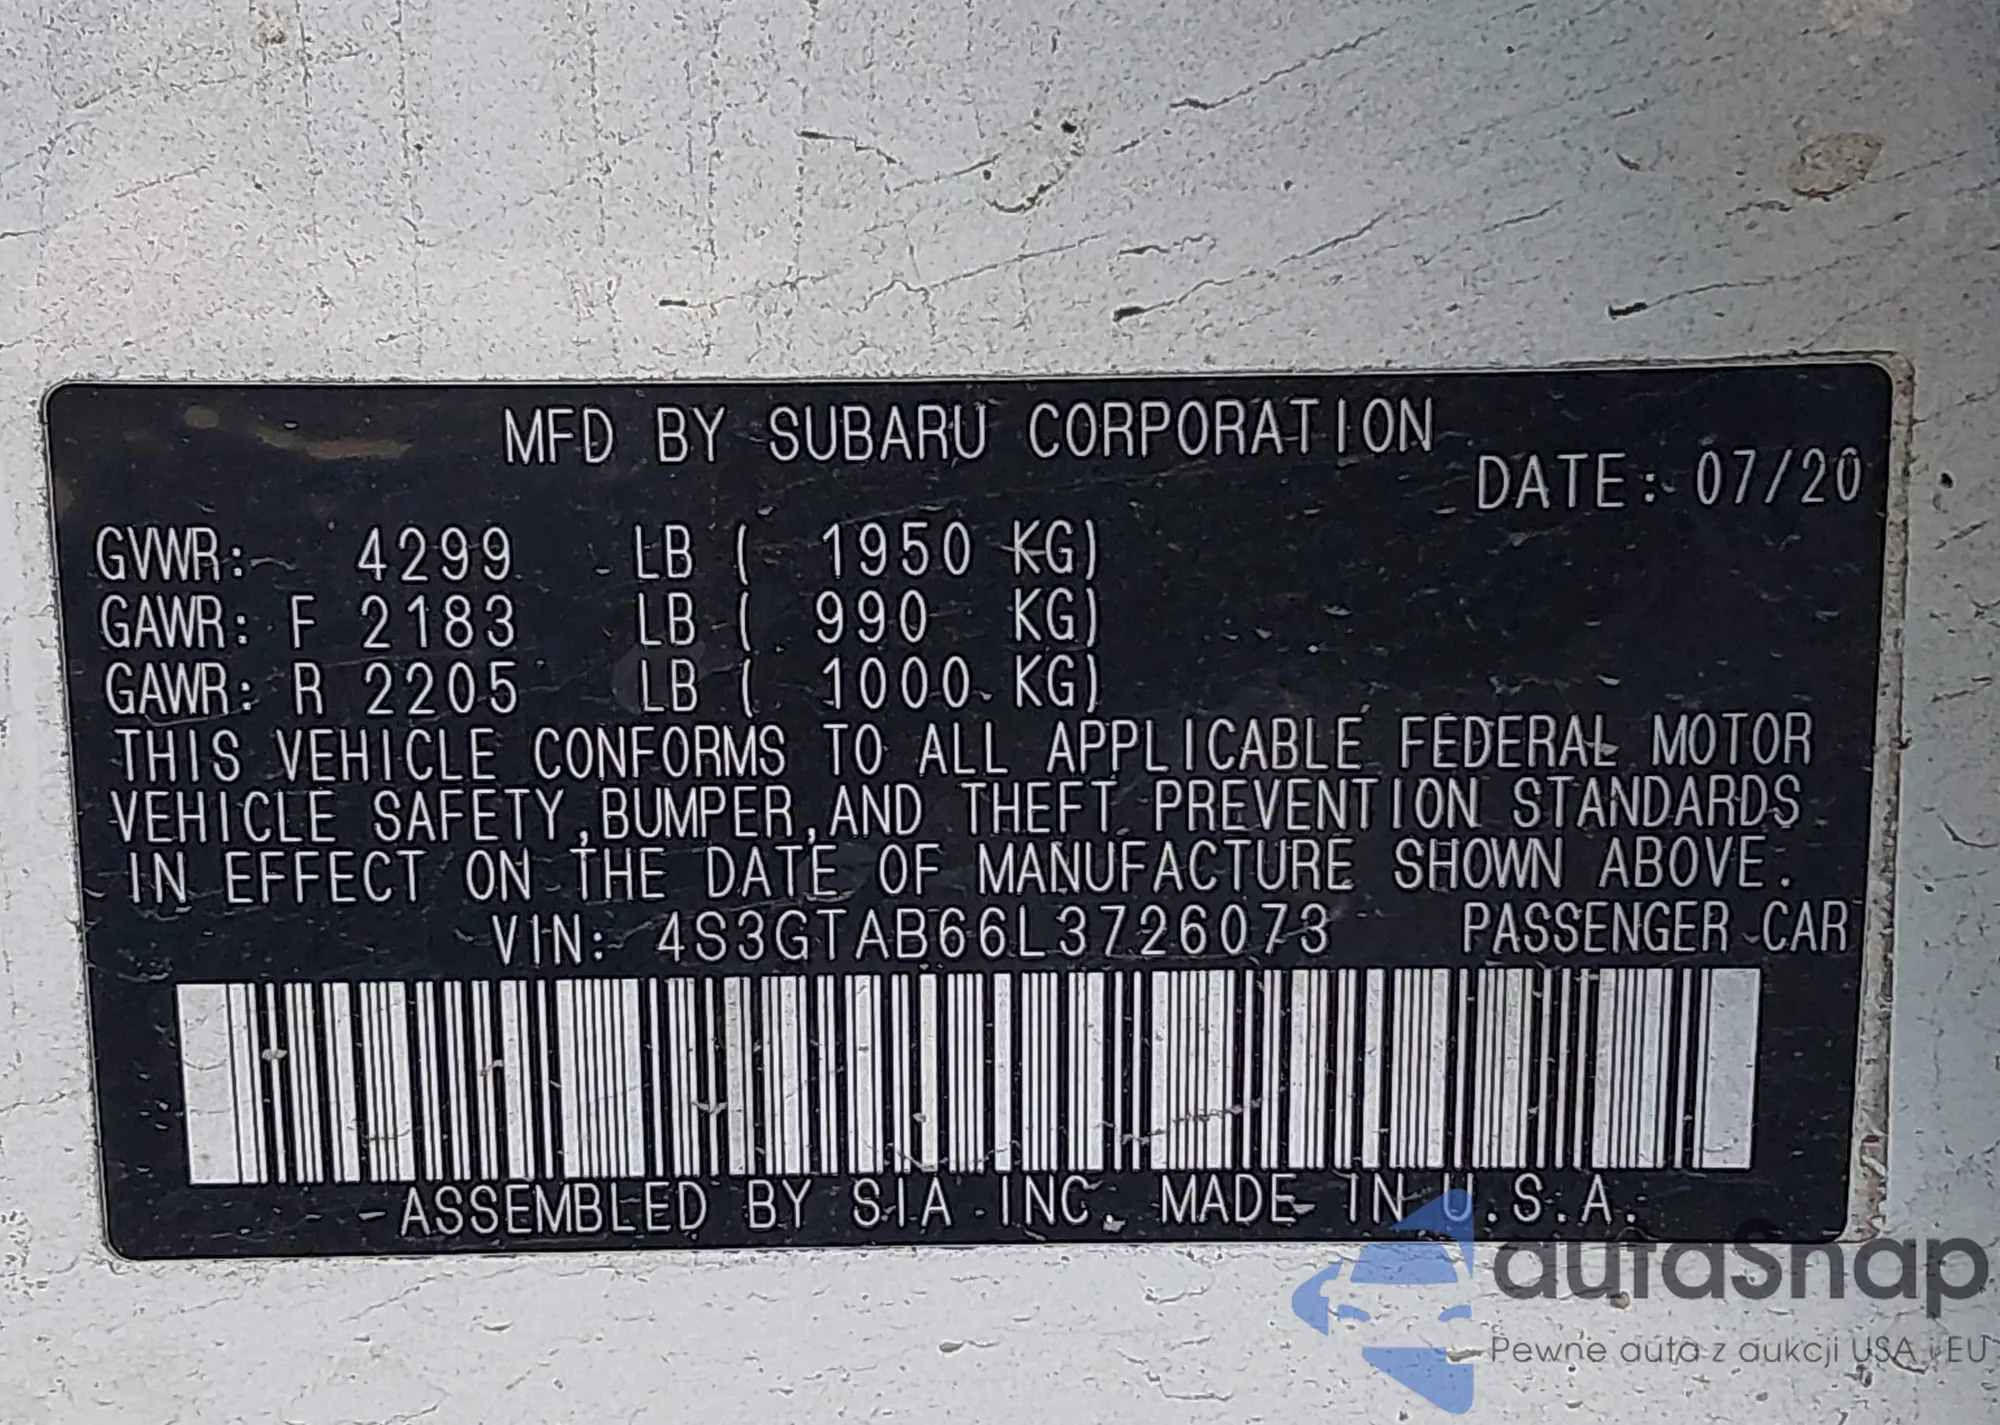 MFD BY SUBARU CORPORATION
DATE: 07/20
GVWR: 4299 LB ( 1950 KG)
GAWR: F 2183 LB ( 990 KG)
GAWR: R 2205 LB ( 1000 KG)
THIS VEHICLE CONFORMS TO ALL APPLICABLE FEDERAL MOTOR
VEHICLE SAFETY,BUMPER,AND THEFT PREVENTION STANDARDS
IN EFFECT ON THE DATE OF MANUFACTURE SHOWN ABOVE.
VIN: 4S3GTAB66L3726073 PASSENGER CAR
ASSEMBLED BY SIA INC. MADE IN U.S.A.
autaSnap
Pewne auta z aukcji USA i EU